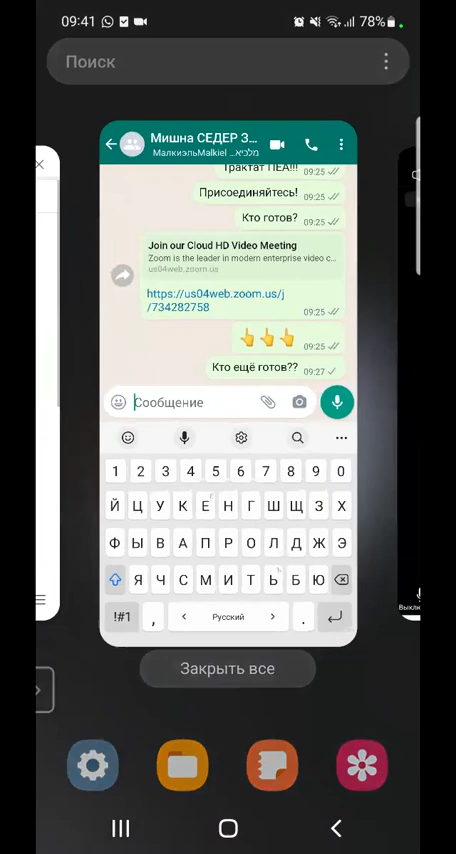 09:41
78%
Поиск
Мишна СЕДЕР З...
МалкиэльMalkiel ...מלכיא
Трактат ПЕА!!! 09:25
Присоединяйтесь! 09:25
Кто готов? 09:25
Join our Cloud HD Video Meeting
Zoom is the leader in modern enterprise video c...
us04web.zoom.us
https://us04web.zoom.us/j
/734282758
09:25
👆👆👆 09:25
Кто ещё готов?? 09:27
Сообщение
1 2 3 4 5 6 7 8 9 0
Й Ц У К Е Н Г Ш Щ З Х
Ф Ы В А П Р О Л Д Ж Э
Я Ч С М И Т Ь Б Ю
!#1 , < Русский > .
Закрыть все